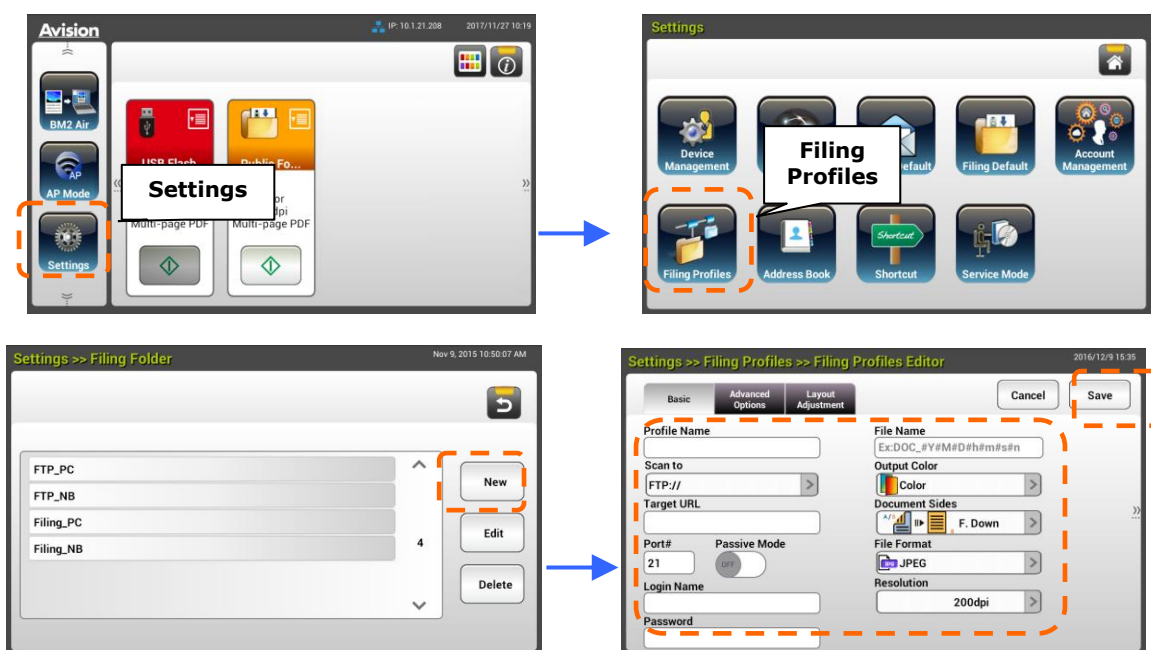 Avision
IP: 10.1.21.208 2017/11/27 10:19
BM2 Air
AP
AP Mode
Settings
USB Flash
Public Fo...
Multi-page PDF
Multi-page PDF
Settings
Settings
Device
Management
Filing Default
Account
Management
Filing
Profiles
Filing Profiles
Address Book
Shortcut
Shortcut
Service Mode
Settings >> Filing Folder
Nov 9, 2015 10:50:07 AM
FTP_PC
FTP_NB
Filing_PC
Filing_NB
4
New
Edit
Delete
Settings >> Filing Profiles >> Filing Profiles Editor
2016/12/9 15:35
Basic
Advanced
Options
Layout
Adjustment
Cancel
Save
Profile Name
Scan to
FTP://
Target URL
Port# Passive Mode
21
OFF
Login Name
Password
File Name
Ex:DOC_#Y#M#D#h#m#s#n
Output Color
Color
Document Sides
F. Down
File Format
JPEG
Resolution
200dpi